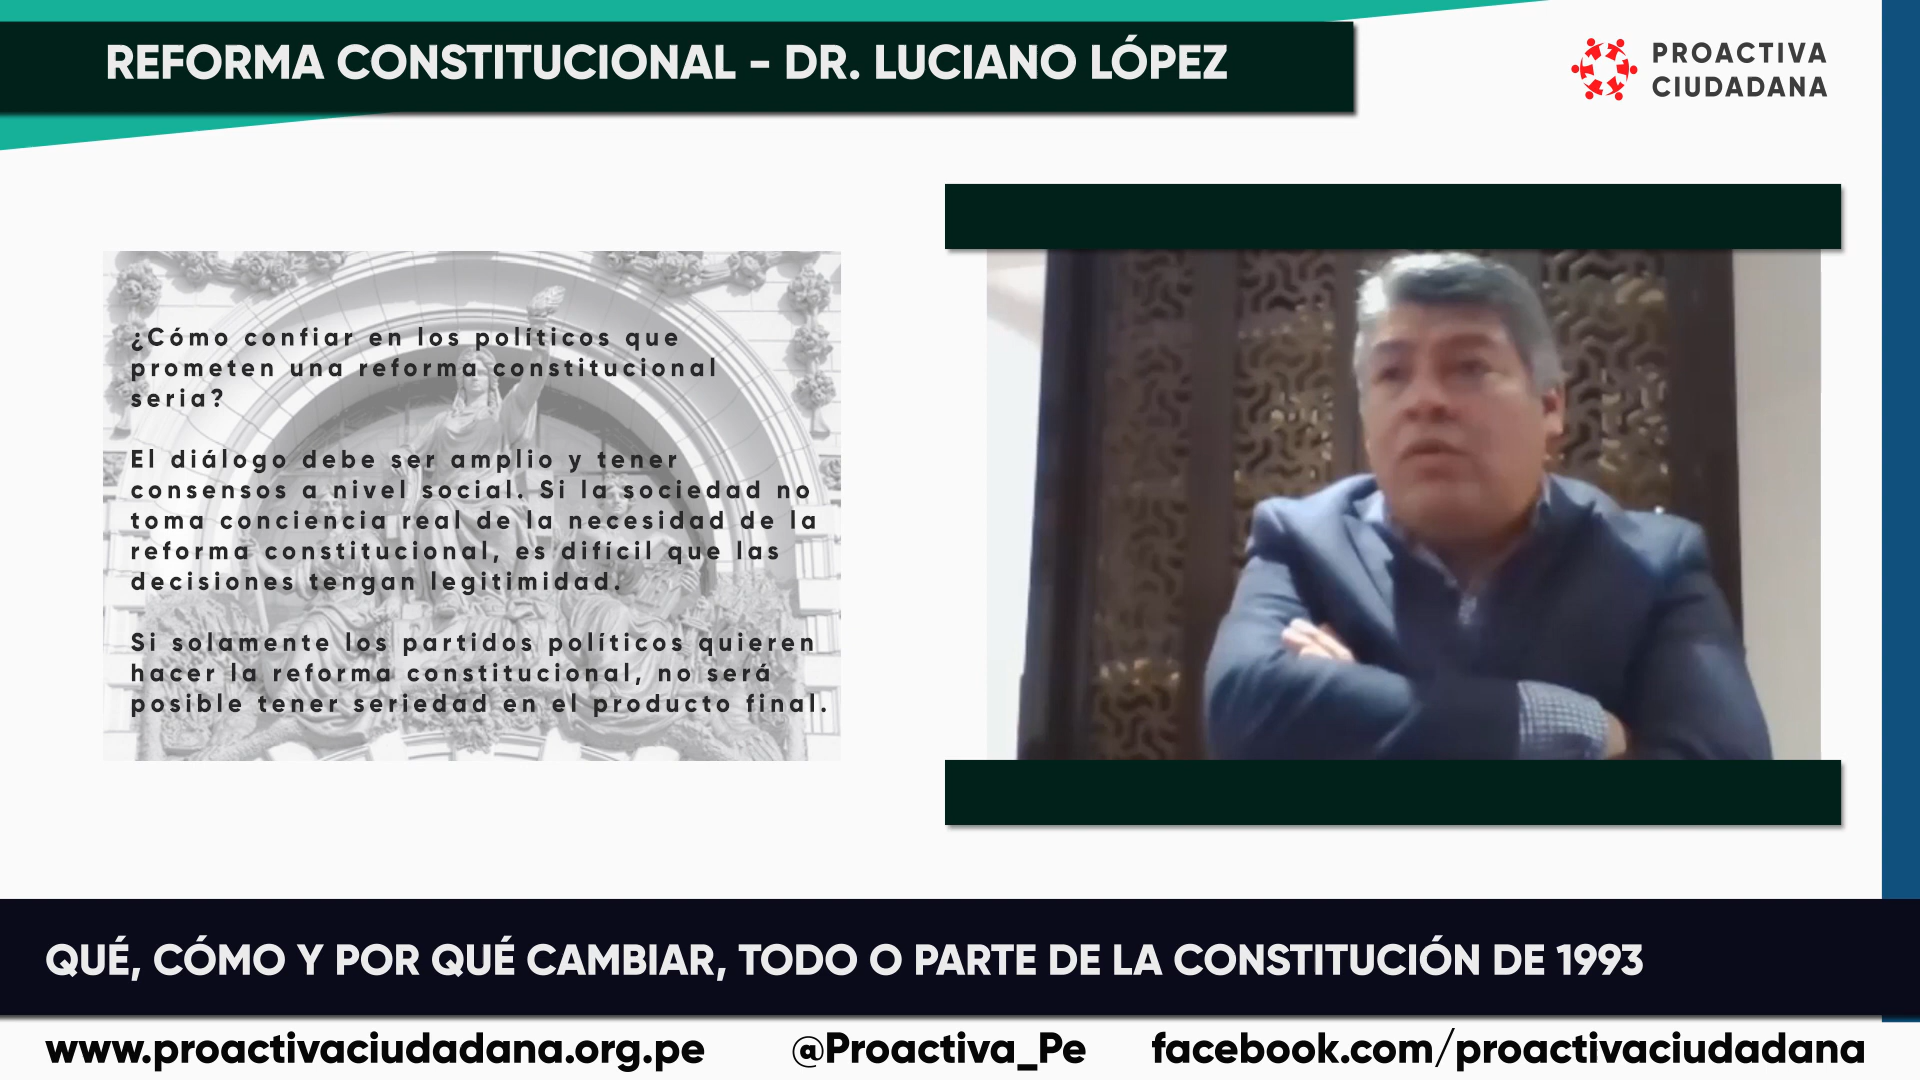 REFORMA CONSTITUCIONAL - DR. LUCIANO LÓPEZ
PROACTIVA
CIUDADANA
¿Cómo confiar en los políticos que
prometen una reforma constitucional
seria?
El diálogo debe ser amplio y tener
consensos a nivel social. Si la sociedad no
toma conciencia real de la necesidad de la
reforma constitucional, es difícil que las
decisiones tengan legitimidad.
Si solamente los partidos políticos quieren
hacer la reforma constitucional, no será
posible tener seriedad en el producto final.
QUÉ, CÓMO Y POR QUÉ CAMBIAR, TODO O PARTE DE LA CONSTITUCIÓN DE 1993
www.proactivaciudadana.org.pe @Proactiva_Pe facebook.com/proactivaciudadana